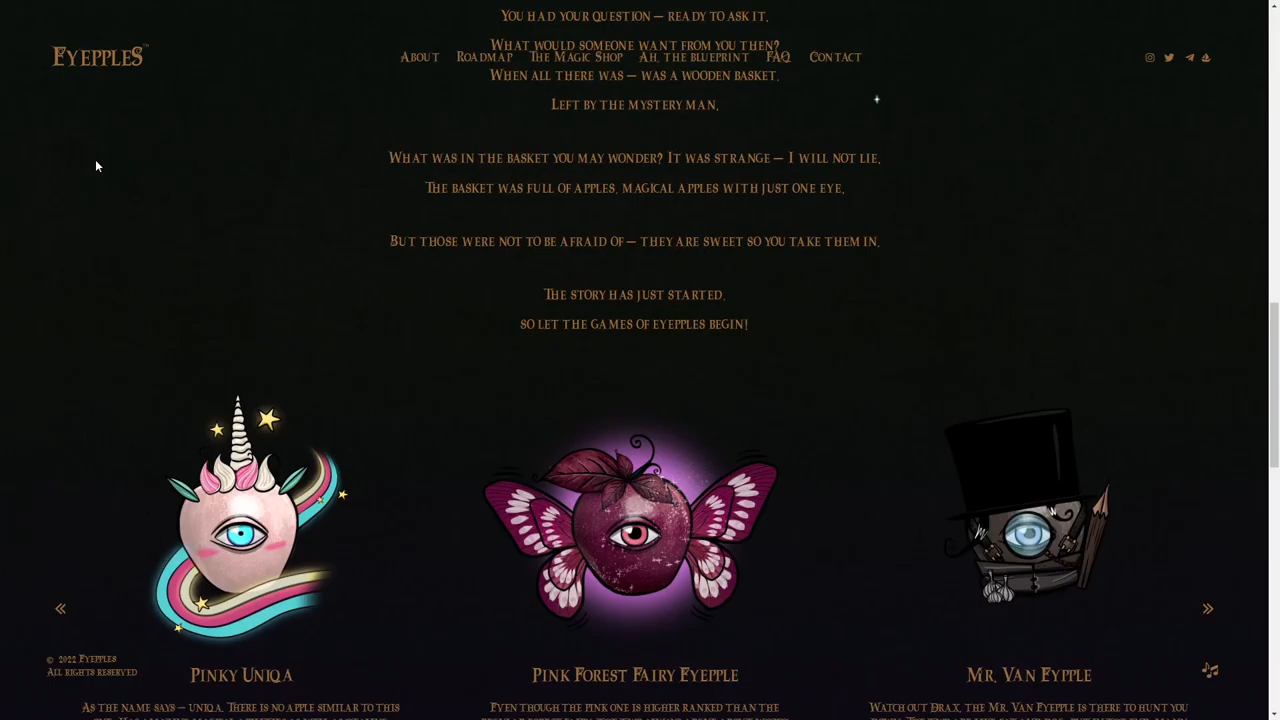 You had your question — ready to ask it.
What would someone want from you then?
Eyepples™
About
Roadmap
The Magic Shop
Ah, the blueprint
FAQ
Contact
When all there was — was a wooden basket.
Left by the mystery man.
What was in the basket you may wonder? It was strange — I will not lie.
The basket was full of apples, magical apples with just one eye.
But those were not to be afraid of — they are sweet so you take them in.
The story has just started,
so let the games of eyepples begin!
© 2022 Eyepples
All rights reserved
Pinky Uniqa
Pink Forest Fairy Eyepple
Mr. Van Eypple
As the name says — uniqa. There is no apple similar to this
Even though the pink one is higher ranked than the
Watch out Drax, the Mr. Van Eyepple is there to hunt you